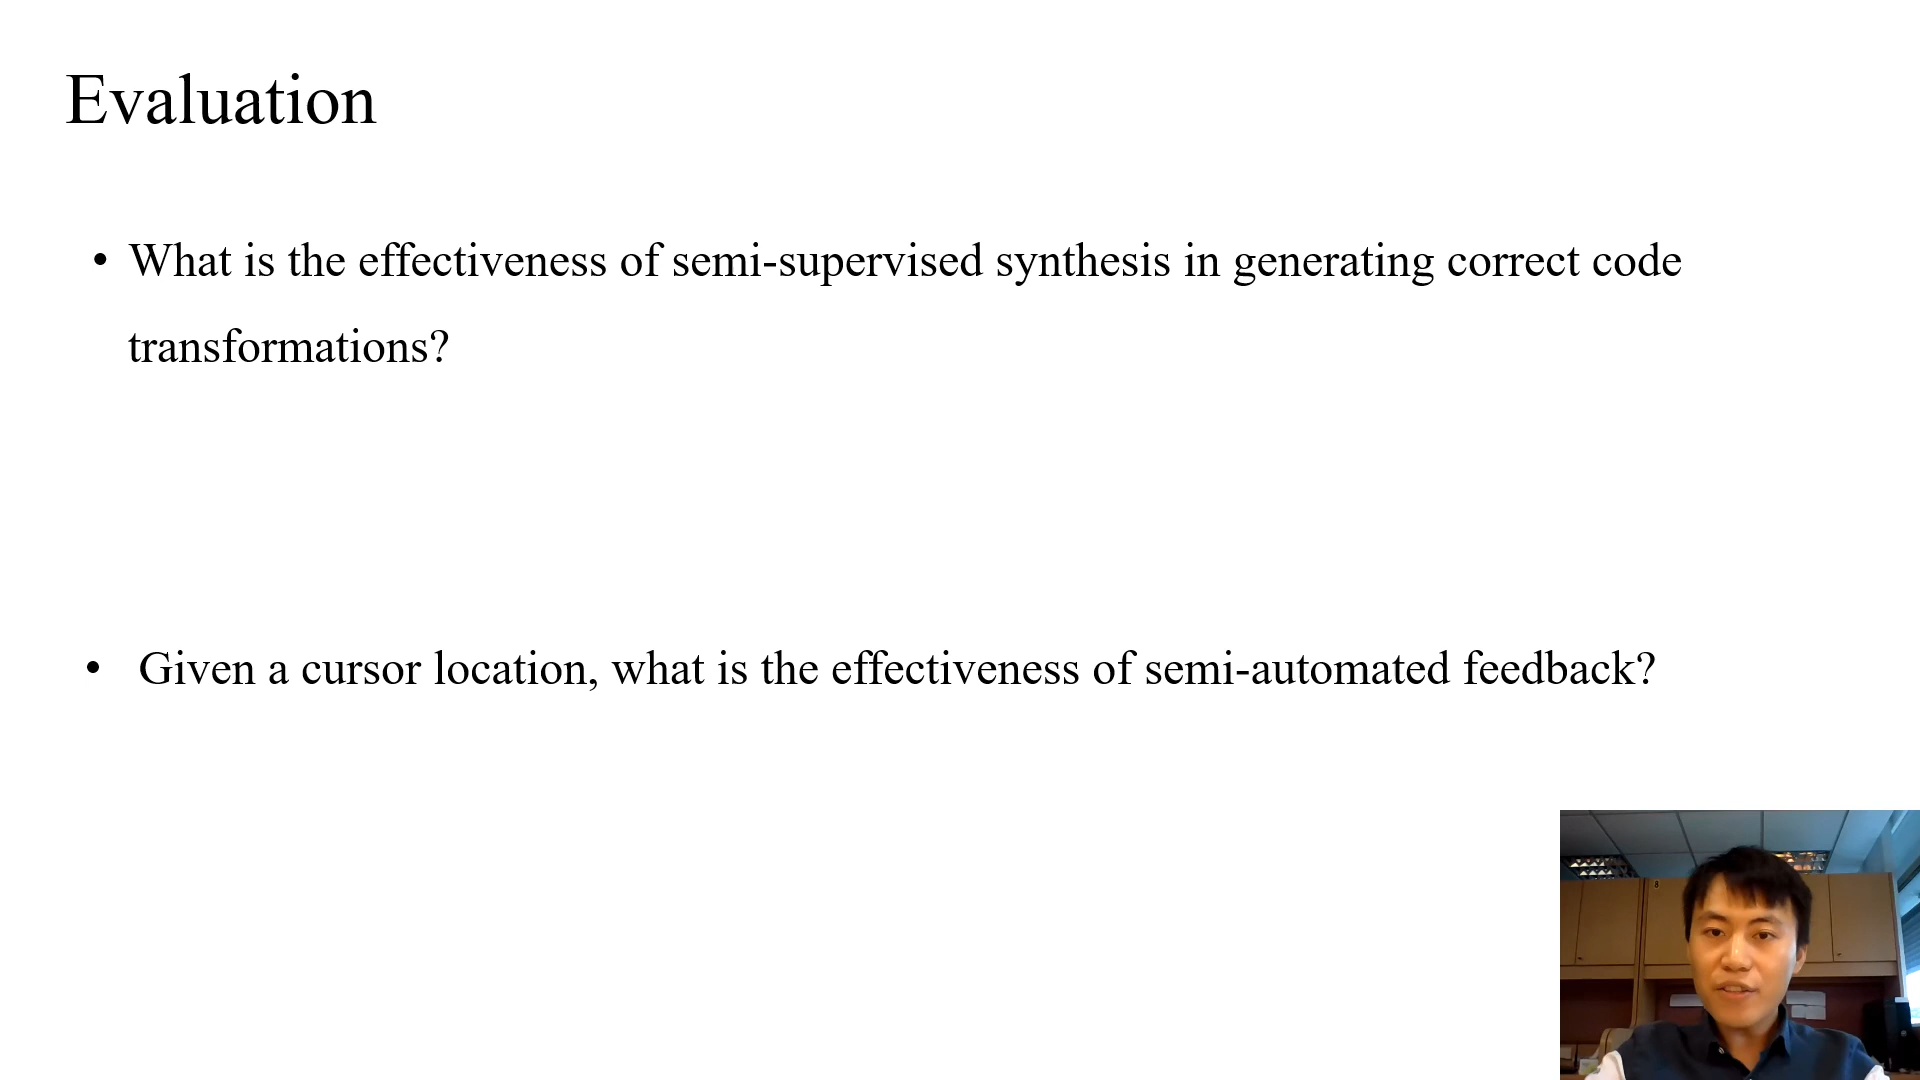 Evaluation
• What is the effectiveness of semi-supervised synthesis in generating correct code
transformations?
• Given a cursor location, what is the effectiveness of semi-automated feedback?
8